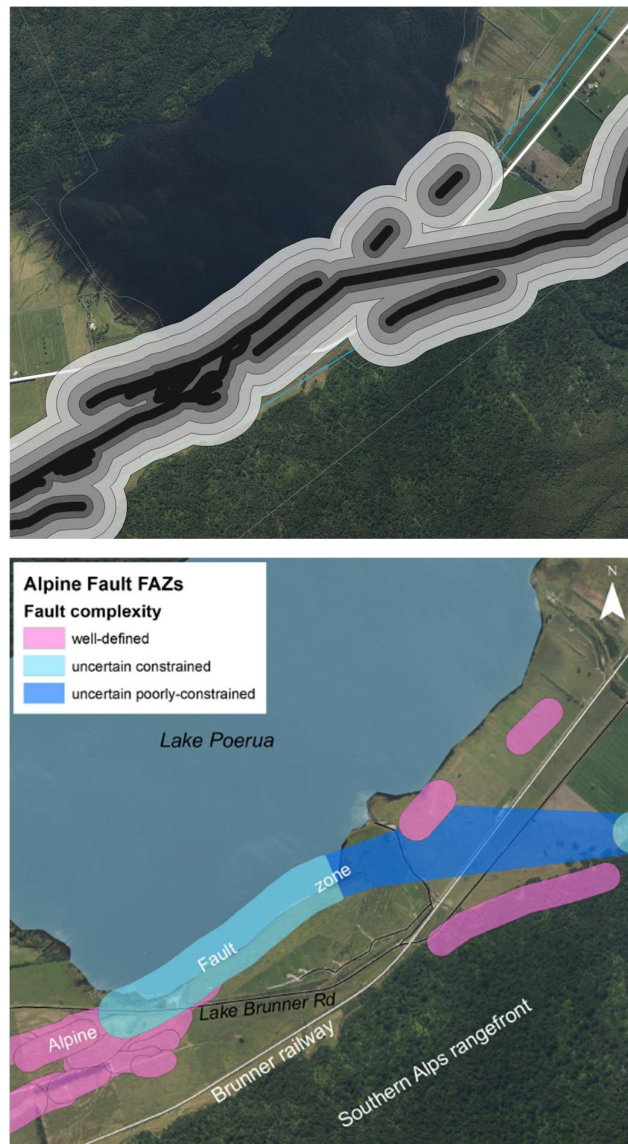 Alpine Fault FAZs
Fault complexity
well-defined
uncertain constrained
uncertain poorly-constrained
N
Lake Poerua
zone
Fault
Alpine
Lake Brunner Rd
Brunner railway
Southern Alps rangefront